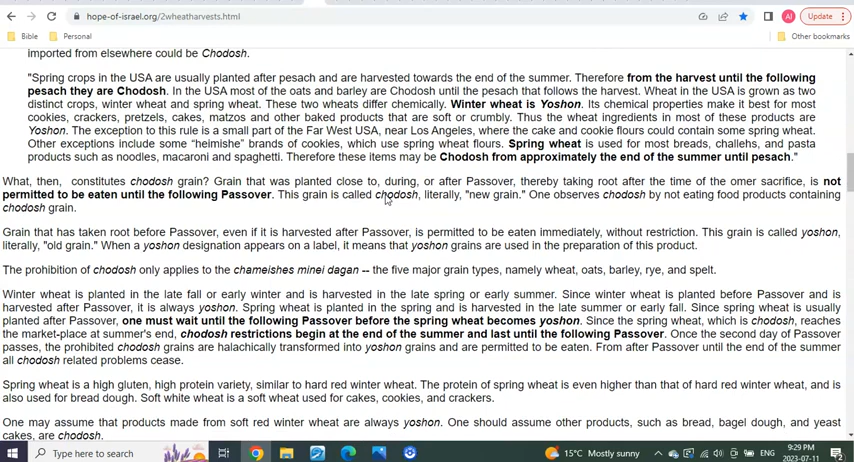 hope-of-israel.org/2wheatharvests.html
Update
Bible
Personal
Other bookmarks
imported from elsewhere could be Chodosh.
"Spring crops in the USA are usually planted after pesach and are harvested towards the end of the summer. Therefore from the harvest until the following
pesach they are Chodosh. In the USA most of the oats and barley are Chodosh until the pesach that follows the harvest. Wheat in the USA is grown as two
distinct crops, winter wheat and spring wheat. These two wheats differ chemically. Winter wheat is Yoshon. Its chemical properties make it best for most
cookies, crackers, pretzels, cakes, matzos and other baked products that are soft or crumbly. Thus the wheat ingredients in most of these products are
Yoshon. The exception to this rule is a small part of the Far West USA, near Los Angeles, where the cake and cookie flours could contain some spring wheat.
Other exceptions include some "heimishe" brands of cookies, which use spring wheat flours. Spring wheat is used for most breads, challehs, and pasta
products such as noodles, macaroni and spaghetti. Therefore these items may be Chodosh from approximately the end of the summer until pesach."
What, then, constitutes chodosh grain? Grain that was planted close to, during, or after Passover, thereby taking root after the time of the omer sacrifice, is not
permitted to be eaten until the following Passover. This grain is called chodosh, literally, "new grain." One observes chodosh by not eating food products containing
chodosh grain.
Grain that has taken root before Passover, even if it is harvested after Passover, is permitted to be eaten immediately, without restriction. This grain is called yoshon,
literally, "old grain." When a yoshon designation appears on a label, it means that yoshon grains are used in the preparation of this product.
The prohibition of chodosh only applies to the chameishes minei dagan -- the five major grain types, namely wheat, oats, barley, rye, and spelt.
Winter wheat is planted in the late fall or early winter and is harvested in the late spring or early summer. Since winter wheat is planted before Passover and is
harvested after Passover, it is always yoshon. Spring wheat is planted in the spring and is harvested in the late summer or early fall. Since spring wheat is usually
planted after Passover, one must wait until the following Passover before the spring wheat becomes yoshon. Since the spring wheat, which is chodosh, reaches
the market-place at summer's end, chodosh restrictions begin at the end of the summer and last until the following Passover. Once the second day of Passover
passes, the prohibited chodosh grains are halachically transformed into yoshon grains and are permitted to be eaten. From after Passover until the end of the summer
all chodosh related problems cease.
Spring wheat is a high gluten, high protein variety, similar to hard red winter wheat. The protein of spring wheat is even higher than that of hard red winter wheat, and is
also used for bread dough. Soft white wheat is a soft wheat used for cakes, cookies, and crackers.
One may assume that products made from soft red winter wheat are always yoshon. One should assume other products, such as bread, bagel dough, and yeast
cakes, are chodosh.
Type here to search
15°C Mostly sunny
ENG
9:29 PM
2023-07-11